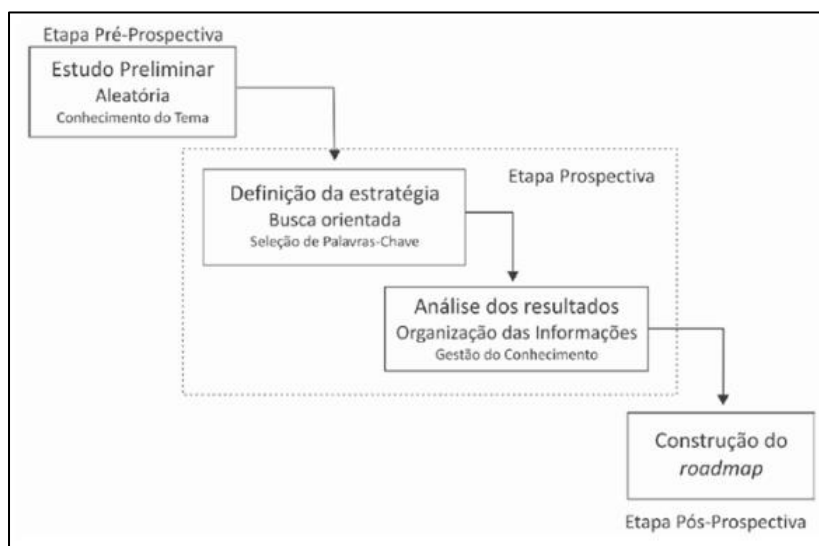 Etapa Pré-Prospectiva
Estudo Preliminar
Aleatória
Conhecimento do Tema
Etapa Prospectiva
Definição da estratégia
Busca orientada
Seleção de Palavras-Chave
Análise dos resultados
Organização das Informações
Gestão do Conhecimento
Construção do
roadmap
Etapa Pós-Prospectiva